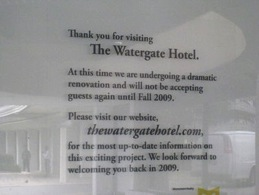 Thank you for visiting
The Watergate Hotel.
At this time we are undergoing a dramatic
renovation and will not be accepting
guests again until Fall 2009.
Please visit our website,
thewatergatehotel.com,
for the most up-to-date information on
this exciting project. We look forward to
welcoming you back in 2009.